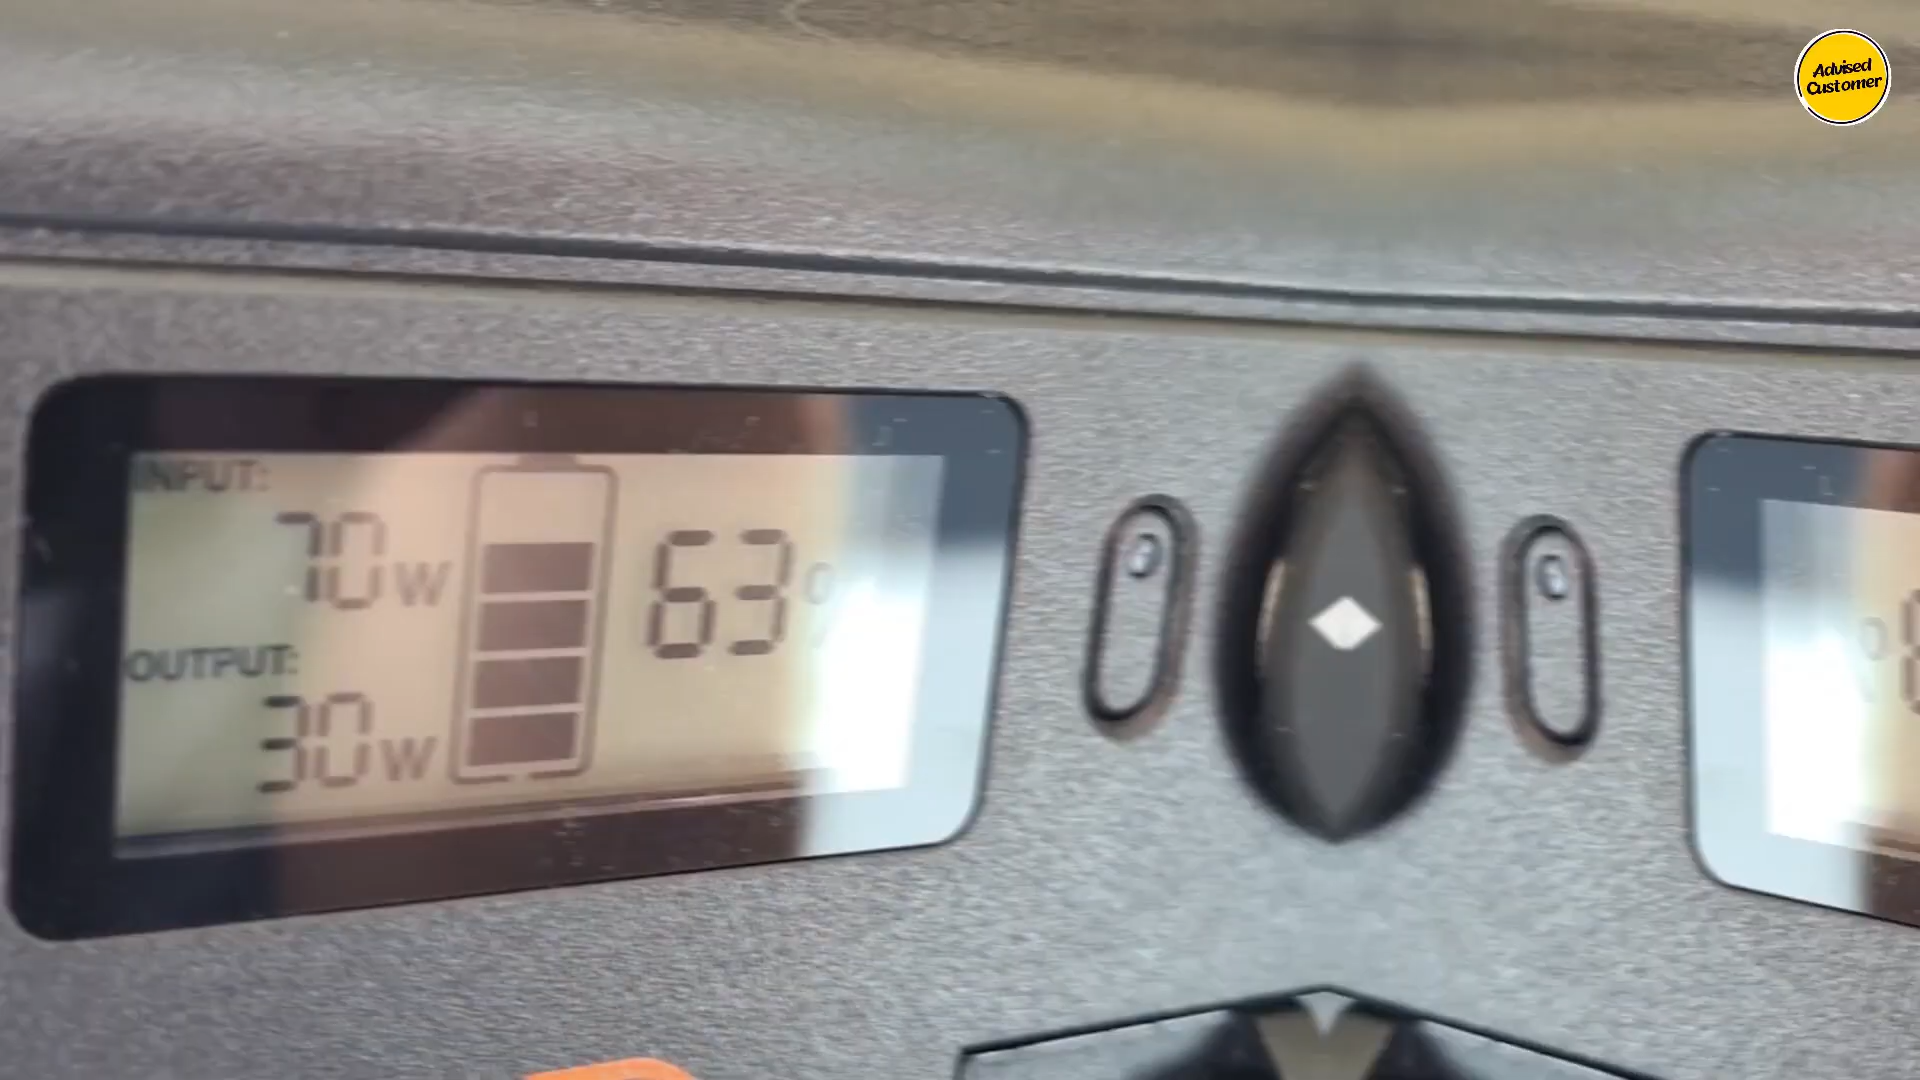 Advised
Customer
INPUT:
70W
63%
OUTPUT:
30W